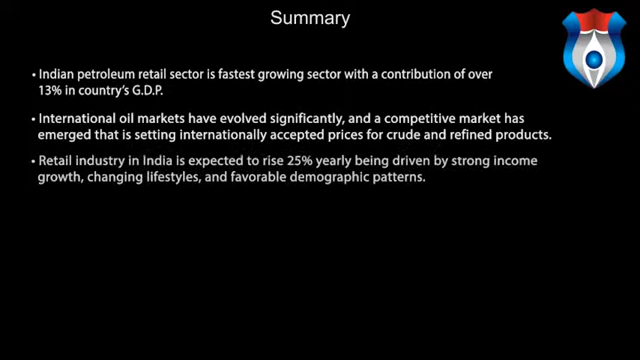 Summary
• Indian petroleum retail sector is fastest growing sector with a contribution of over
13% in country's G.D.P.
• International oil markets have evolved significantly, and a competitive market has
emerged that is setting internationally accepted prices for crude and refined products.
• Retail industry in India is expected to rise 25% yearly being driven by strong income
growth, changing lifestyles, and favorable demographic patterns.